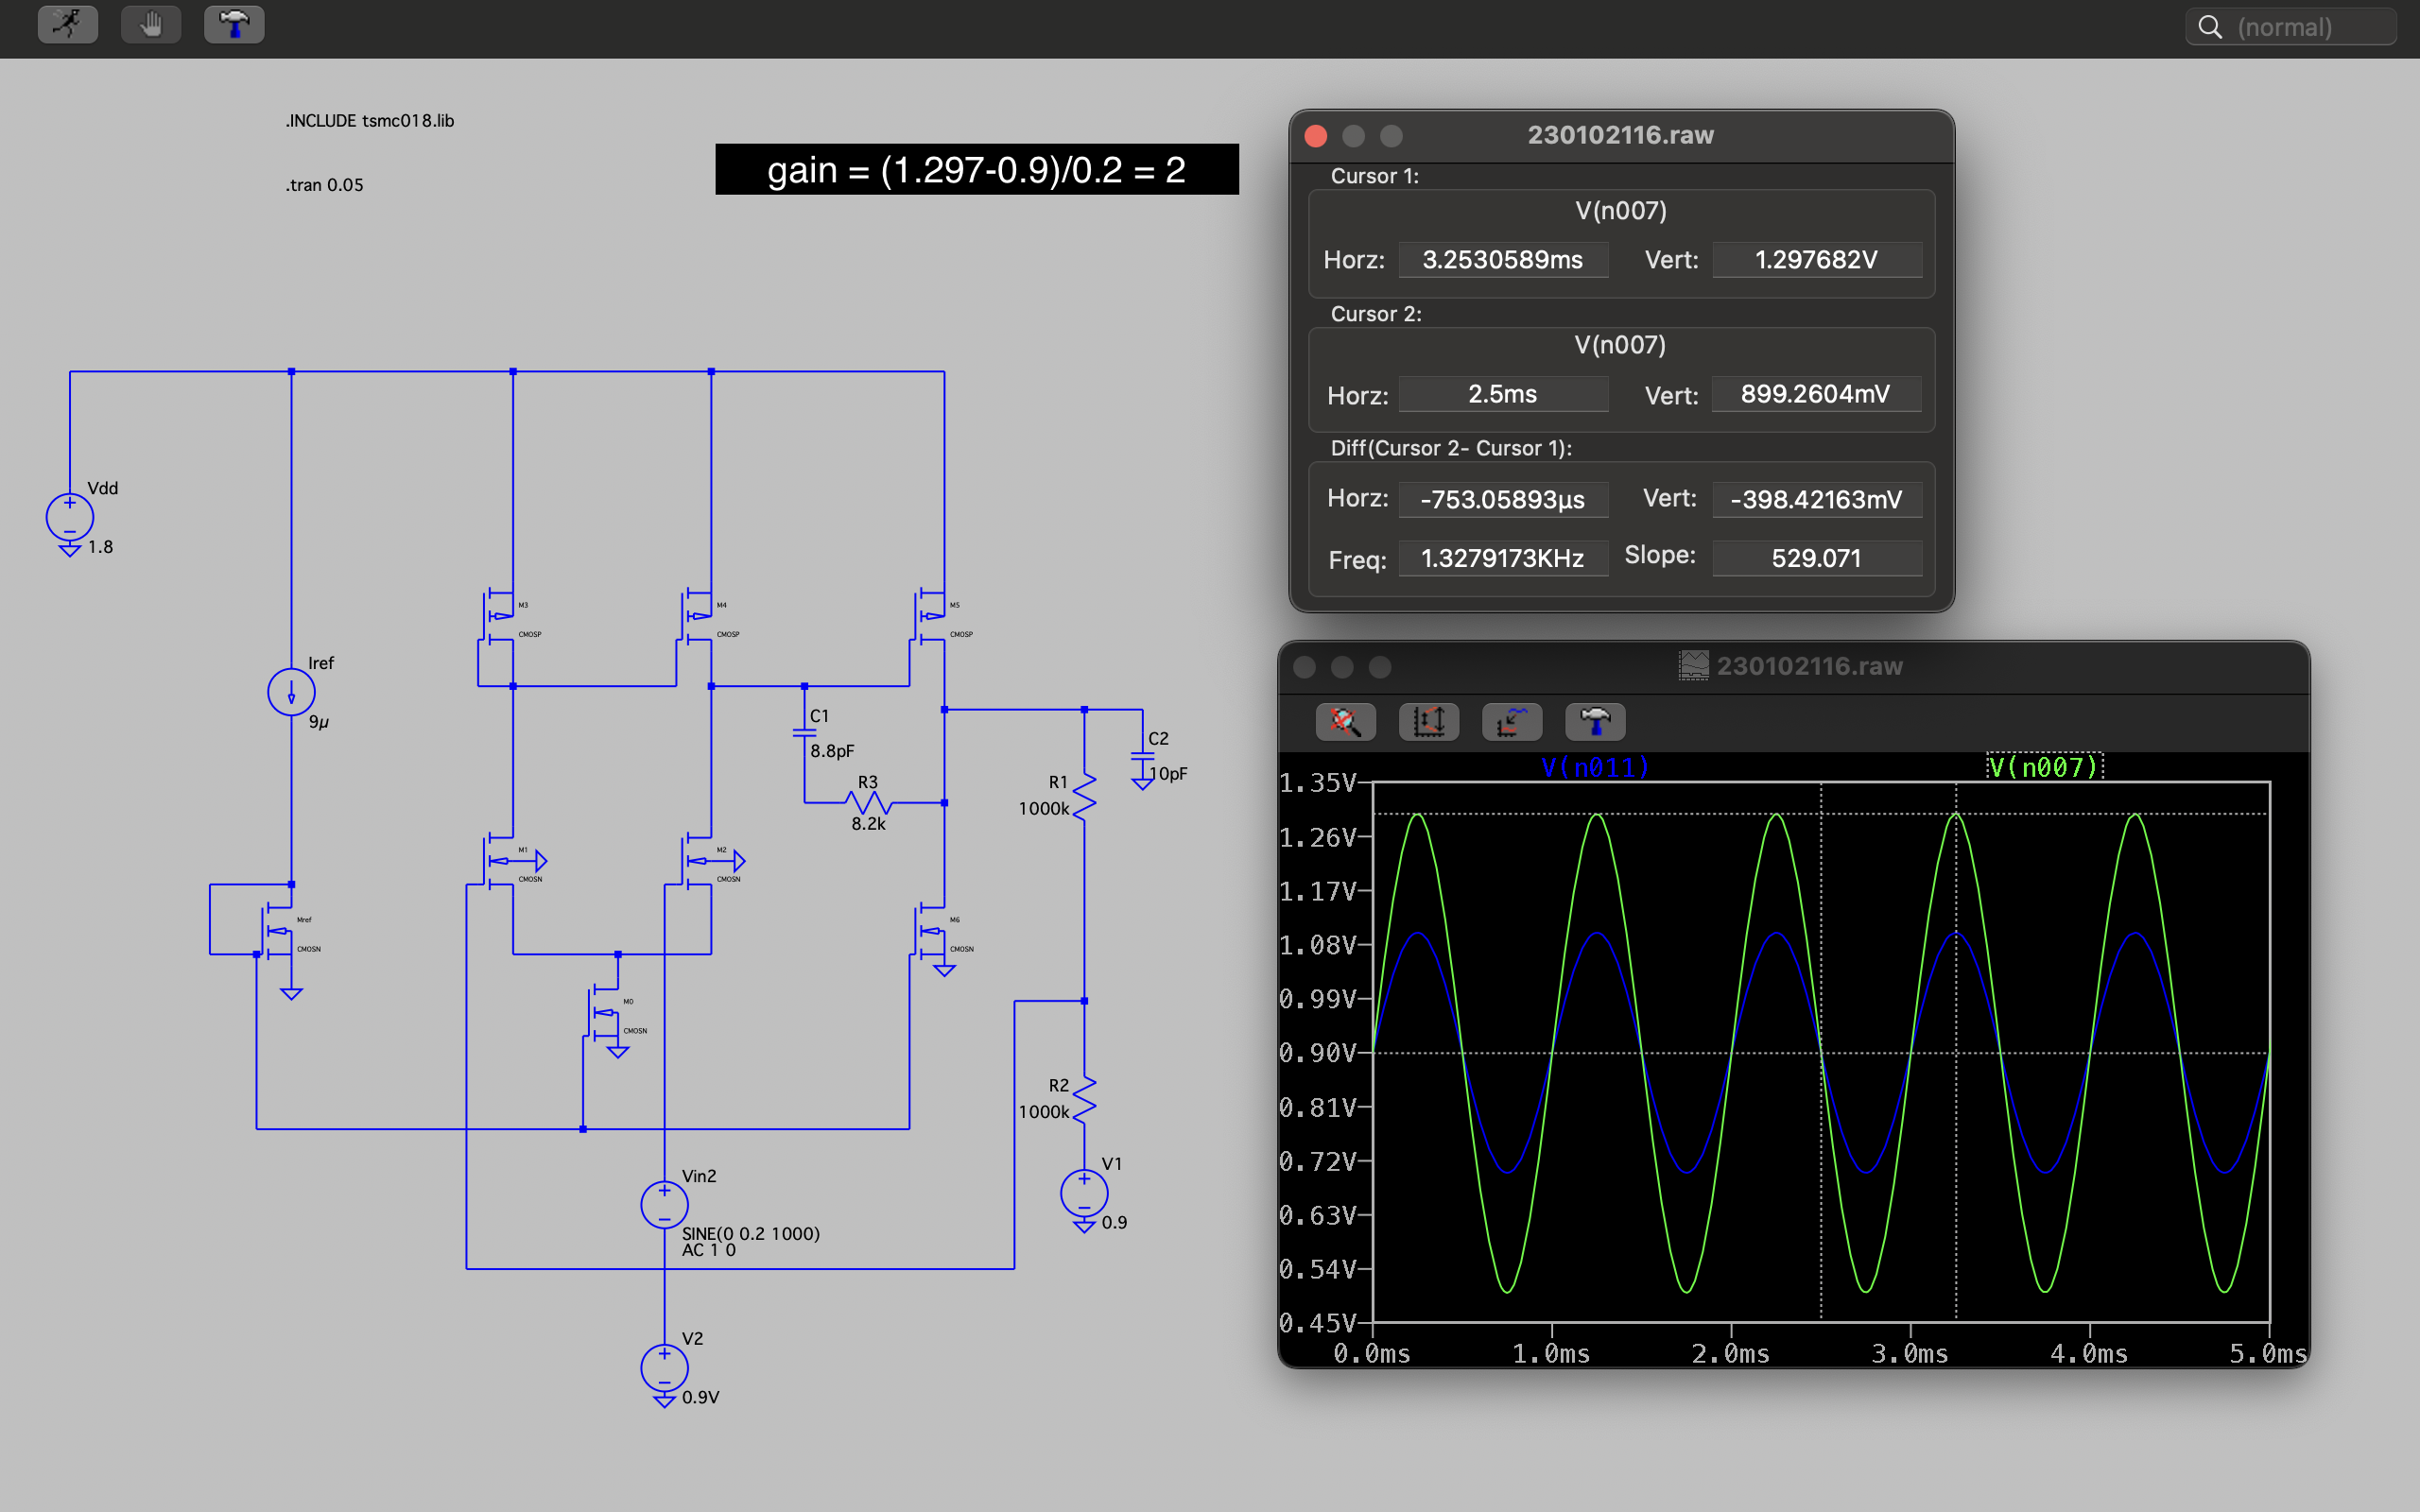 (normal)
.INCLUDE tsmc018.lib
.tran 0.05
gain = (1.297-0.9)/0.2 = 2
230102116.raw
Cursor 1:
V(n007)
Horz: 3.2530589ms Vert: 1.297682V
Cursor 2:
V(n007)
Horz: 2.5ms Vert: 899.2604mV
Diff(Cursor 2- Cursor 1):
Horz: -753.05893µs Vert: -398.42163mV
Freq: 1.3279173KHz Slope: 529.071
Vdd
1.8
Iref
9µ
M3
CMOSP
M4
CMOSP
M5
CMOSP
C1
8.8pF
R3
8.2k
R1
1000k
C2
10pF
M1
CMOSN
M2
CMOSN
Mref
CMOSN
M6
CMOSN
M0
CMOSN
R2
1000k
V1
0.9
Vin2
SINE(0 0.2 1000)
AC 1 0
V2
0.9V
230102116.raw
V(n011) V(n007)
1.35V
1.26V
1.17V
1.08V
0.99V
0.90V
0.81V
0.72V
0.63V
0.54V
0.45V
0.0ms 1.0ms 2.0ms 3.0ms 4.0ms 5.0ms